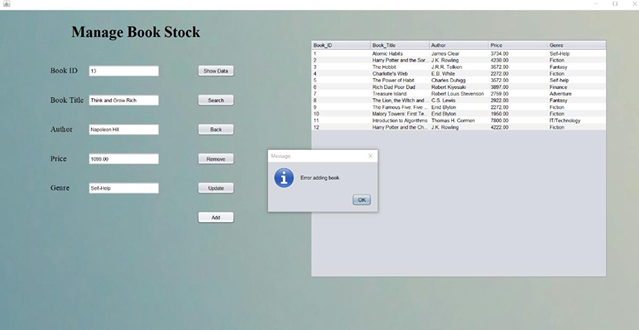 Manage Book Stock
Book ID 13 Show Data
Book Title Think and Grow Rich Search
Author Napoleon Hill Back
Price 1099.00 Remove
Genre Self-Help Update
Add
Book_ID Book_Title Author Price Genre
1 Atomic Habits James Clear 3734.00 Self-Help
2 Harry Potter and the Sor... J.K. Rowling 4230.00 Fiction
3 The Hobbit J.R.R. Tolkien 3572.00 Fantasy
4 Charlotte's Web E.B. White 2272.00 Fiction
5 The Power of Habit Charles Duhigg 3572.00 Self-help
6 Rich Dad Poor Dad Robert Kiyosaki 3897.00 Finance
7 Treasure Island Robert Louis Stevenson 2759.00 Adventure
8 The Lion, the Witch and ... C.S. Lewis 2922.00 Fantasy
9 The Famous Five: Five ... Enid Blyton 2272.00 Fiction
10 Malory Towers: First Te... Enid Blyton 1950.00 Fiction
11 Introduction to Algorithms Thomas H. Cormen 7800.00 IT/Technology
12 Harry Potter and the Ch... J.K. Rowling 4222.00 Fiction
Message
Error adding book
OK